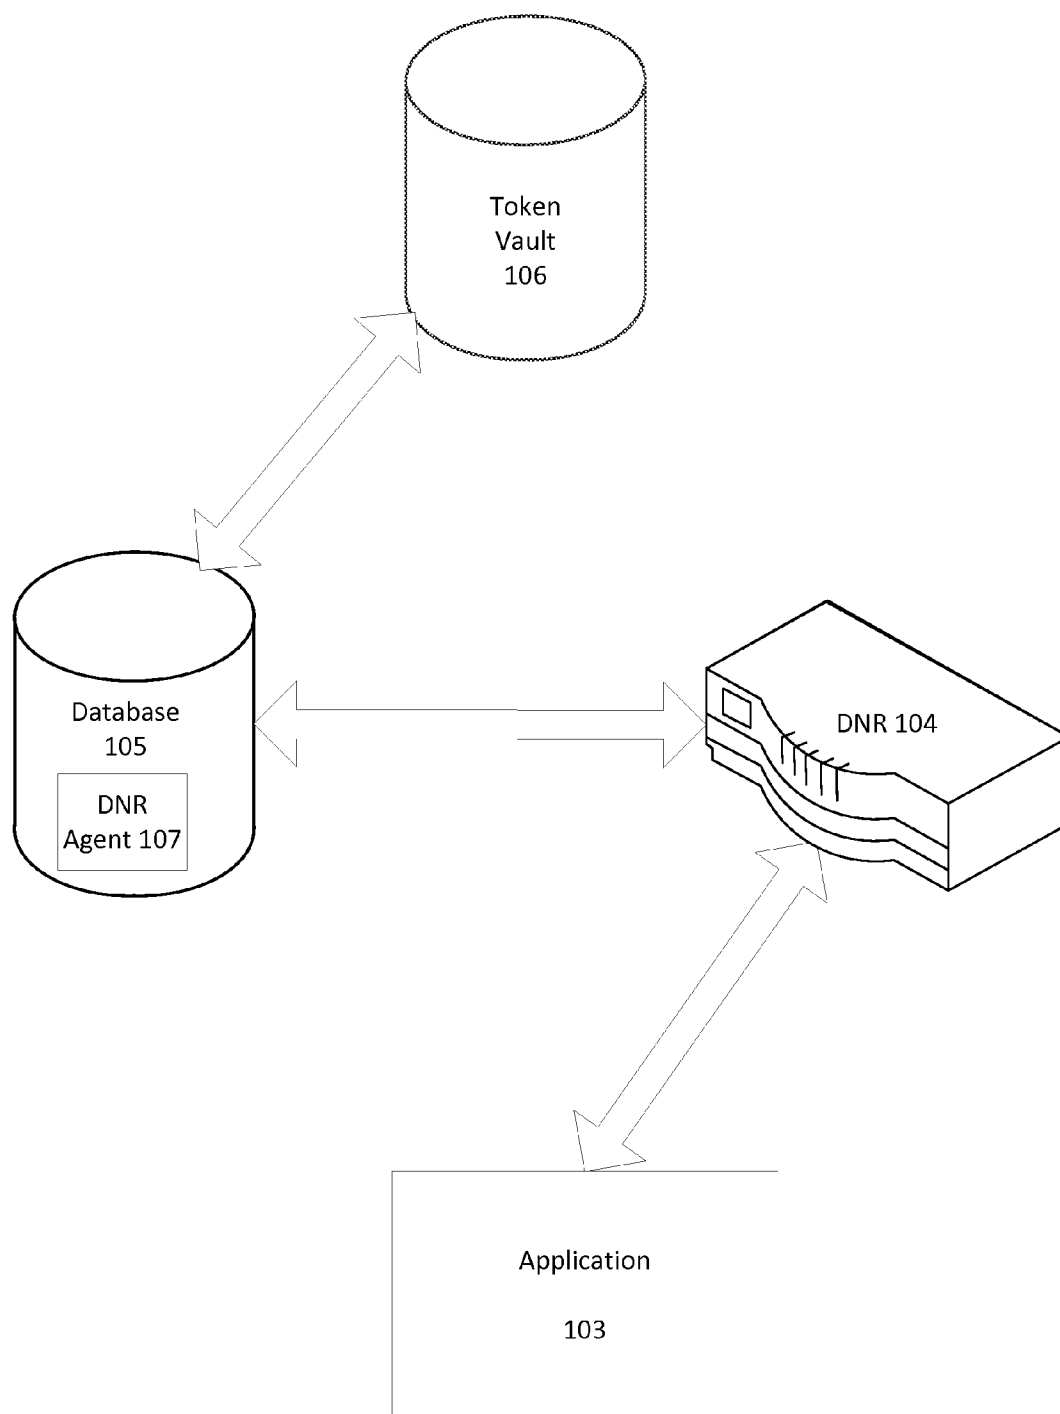 Token
Vault
106
Database
105
DNR
Agent 107
DNR 104
Application
103